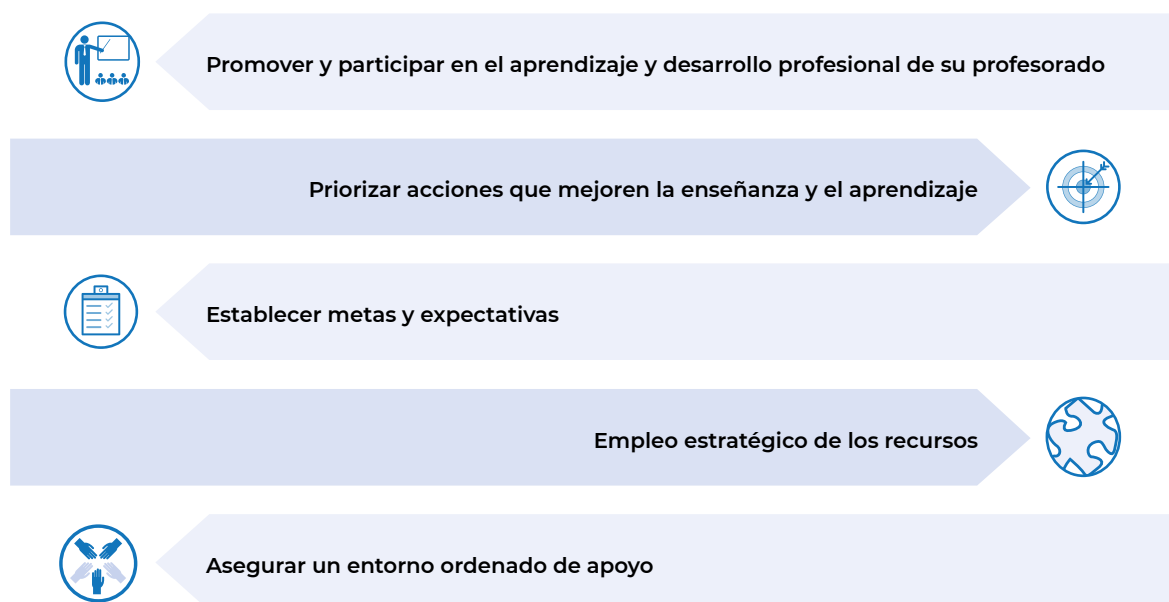 Promover y participar en el aprendizaje y desarrollo profesional de su profesorado
Priorizar acciones que mejoren la enseñanza y el aprendizaje
Establecer metas y expectativas
Empleo estratégico de los recursos
Asegurar un entorno ordenado de apoyo